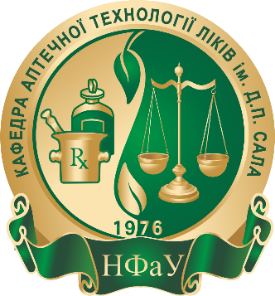 КАФЕДРА АПТЕЧНОЇ ТЕХНОЛОГІЇ ЛІКІВ ім. Д.П. САЛА
Rx
1976
НФаУ